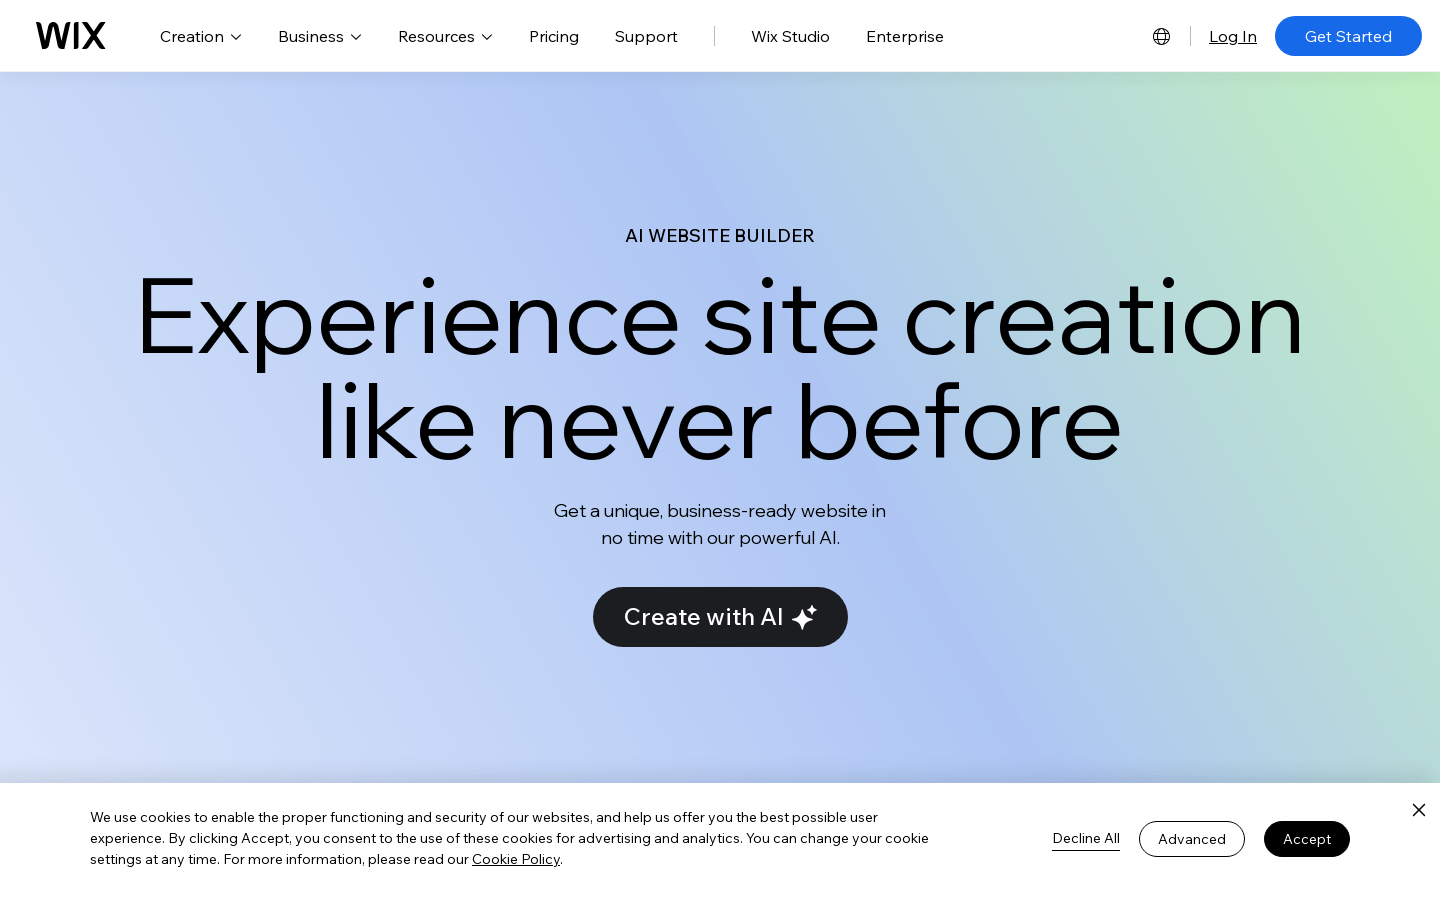 WIX
Creation
Business
Resources
Pricing
Support
Wix Studio
Enterprise
Log In
Get Started
AI WEBSITE BUILDER
Experience site creation
like never before
Get a unique, business-ready website in
no time with our powerful AI.
Create with AI
We use cookies to enable the proper functioning and security of our websites, and help us offer you the best possible user
experience. By clicking Accept, you consent to the use of these cookies for advertising and analytics. You can change your cookie
settings at any time. For more information, please read our Cookie Policy.
Decline All
Advanced
Accept